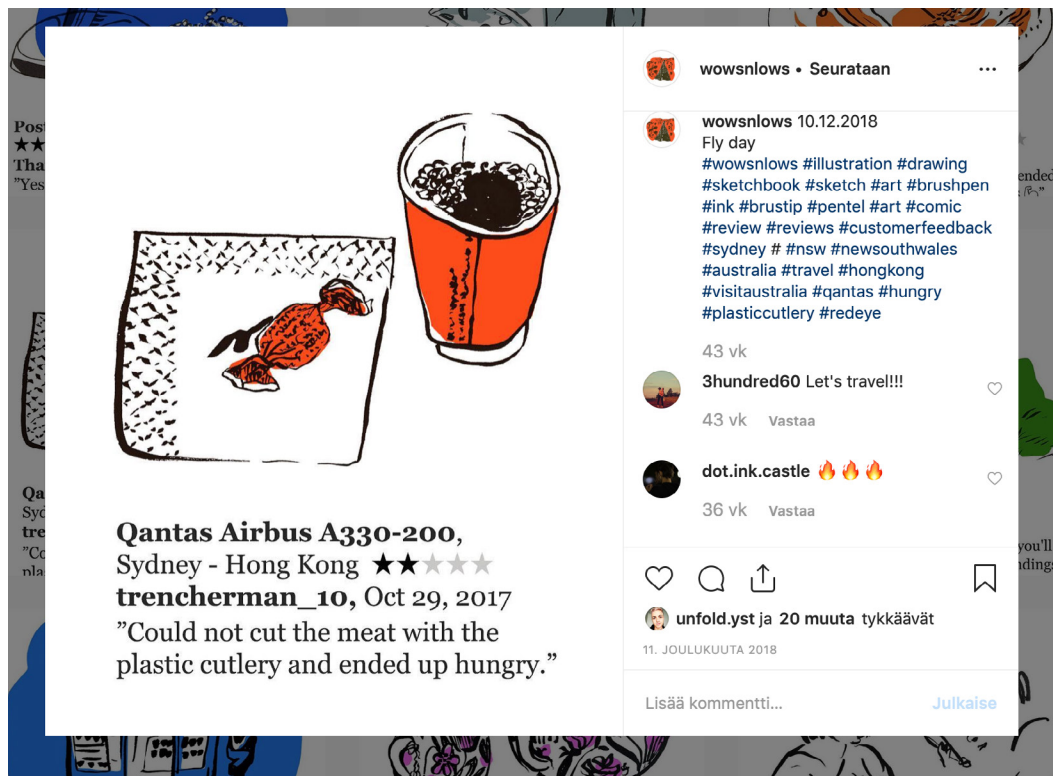 Qantas Airbus A330-200,
Sydney - Hong Kong ★★★★★
trencherman_10, Oct 29, 2017
”Could not cut the meat with the
plastic cutlery and ended up hungry.”
wowsnlows • Seurataan
wowsnlows 10.12.2018
Fly day
#wowsnlows #illustration #drawing
#sketchbook #sketch #art #brushpen
#ink #brustip #pentel #art #comic
#review #reviews #customerfeedback
#sydney # #nsw #newsouthwales
#australia #travel #hongkong
#visitaustralia #qantas #hungry
#plasticcutlery #redeye
43 vk
3hundred60 Let's travel!!!
43 vk Vastaa
dot.ink.castle 🔥🔥🔥
36 vk Vastaa
unfold.yst ja 20 muuta tykkäävät
11. JOULUKUUTA 2018
Lisää kommentti...
Julkaise